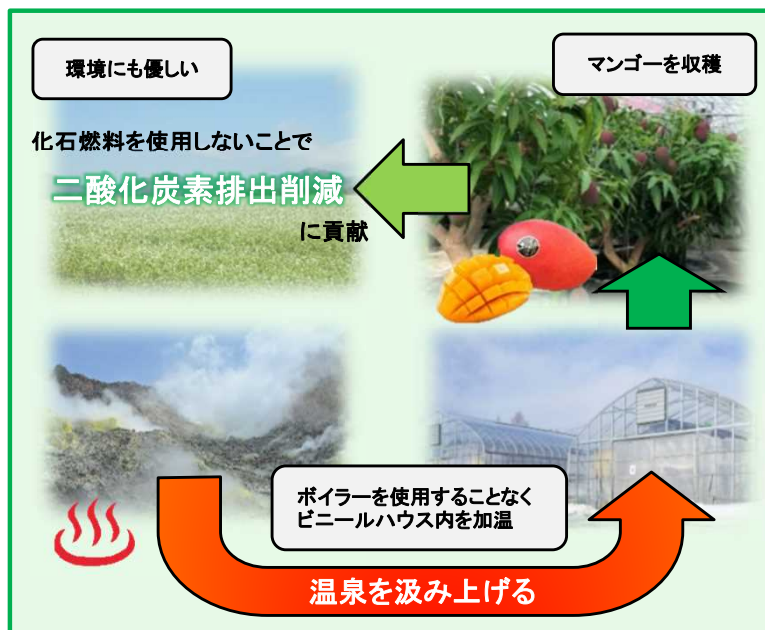 環境にも優しい
マンゴーを収穫
化石燃料を使用しないことで
二酸化炭素排出削減
に貢献
ボイラーを使用することなく
ビニールハウス内を加温
温泉を汲み上げる